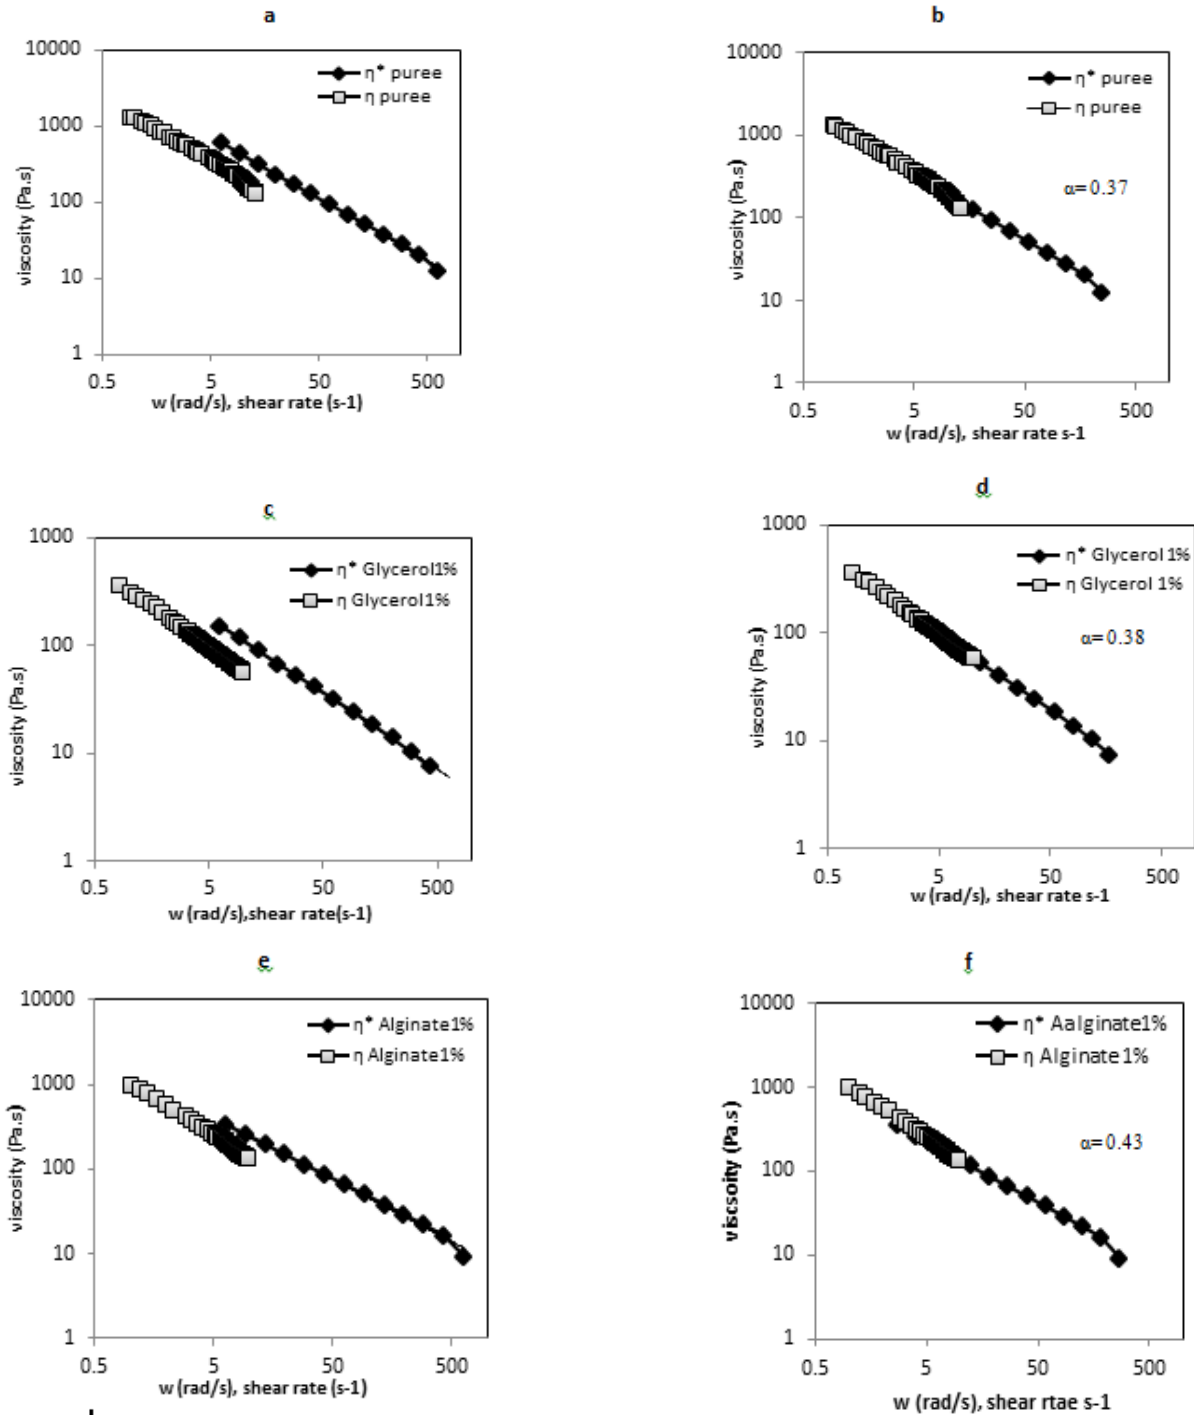 a
10000
1000
100
10
1
0.5
5
50
500
viscosity (Pa.s)
w (rad/s), shear rate (s-1)
η* puree
η puree
b
10000
1000
100
10
1
0.5
5
50
500
viscosity (Pa.s)
w (rad/s), shear rate s-1
η* puree
η puree
α= 0.37
c
1000
100
10
1
0.5
5
50
500
viscosity (Pa.s)
w (rad/s),shear rate(s-1)
η* Glycerol1%
η Glycerol1%
d
1000
100
10
1
0.5
5
50
500
viscosity (Pa.s)
w (rad/s), shear rate s-1
η* Glycerol 1%
η Glycerol 1%
α= 0.38
e
10000
1000
100
10
1
0.5
5
50
500
viscosity (Pa.s)
w (rad/s), shear rate (s-1)
η* Alginate1%
η Alginate1%
f
10000
1000
100
10
1
0.5
5
50
500
viscsoity (Pa.s)
w (rad/s), shear rtae s-1
η* Aalginate1%
η Alginate 1%
α= 0.43